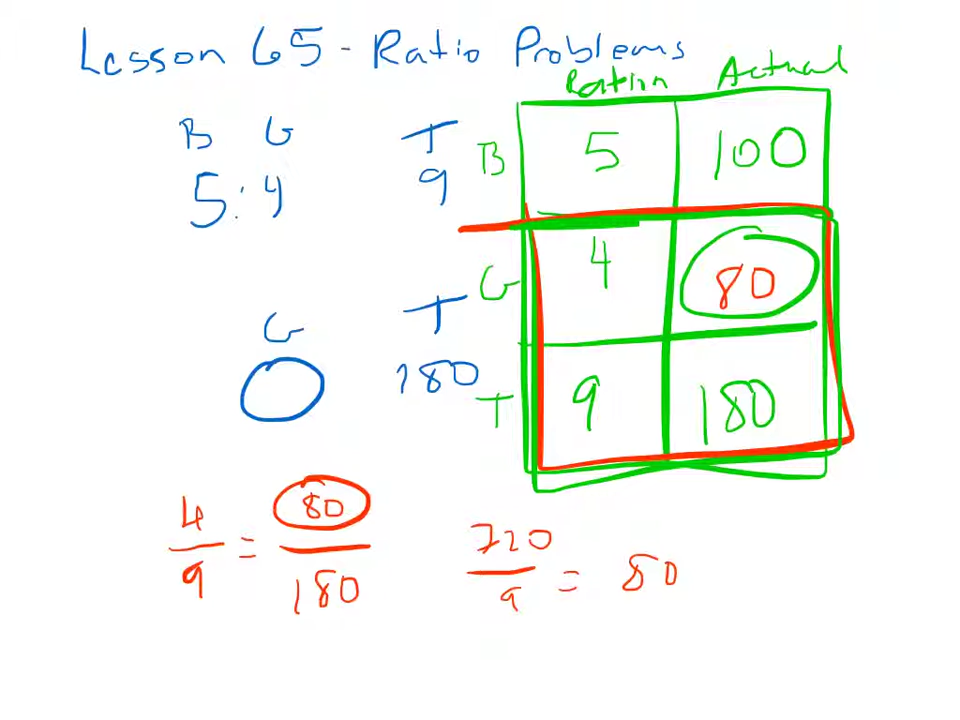 Lesson 65 - Ratio Problems
Ration Actual
B G T
5:4 9
B 5 100
G 4 80
G T
180
T 9 180
4/9 = 80/180
720/9 = 80